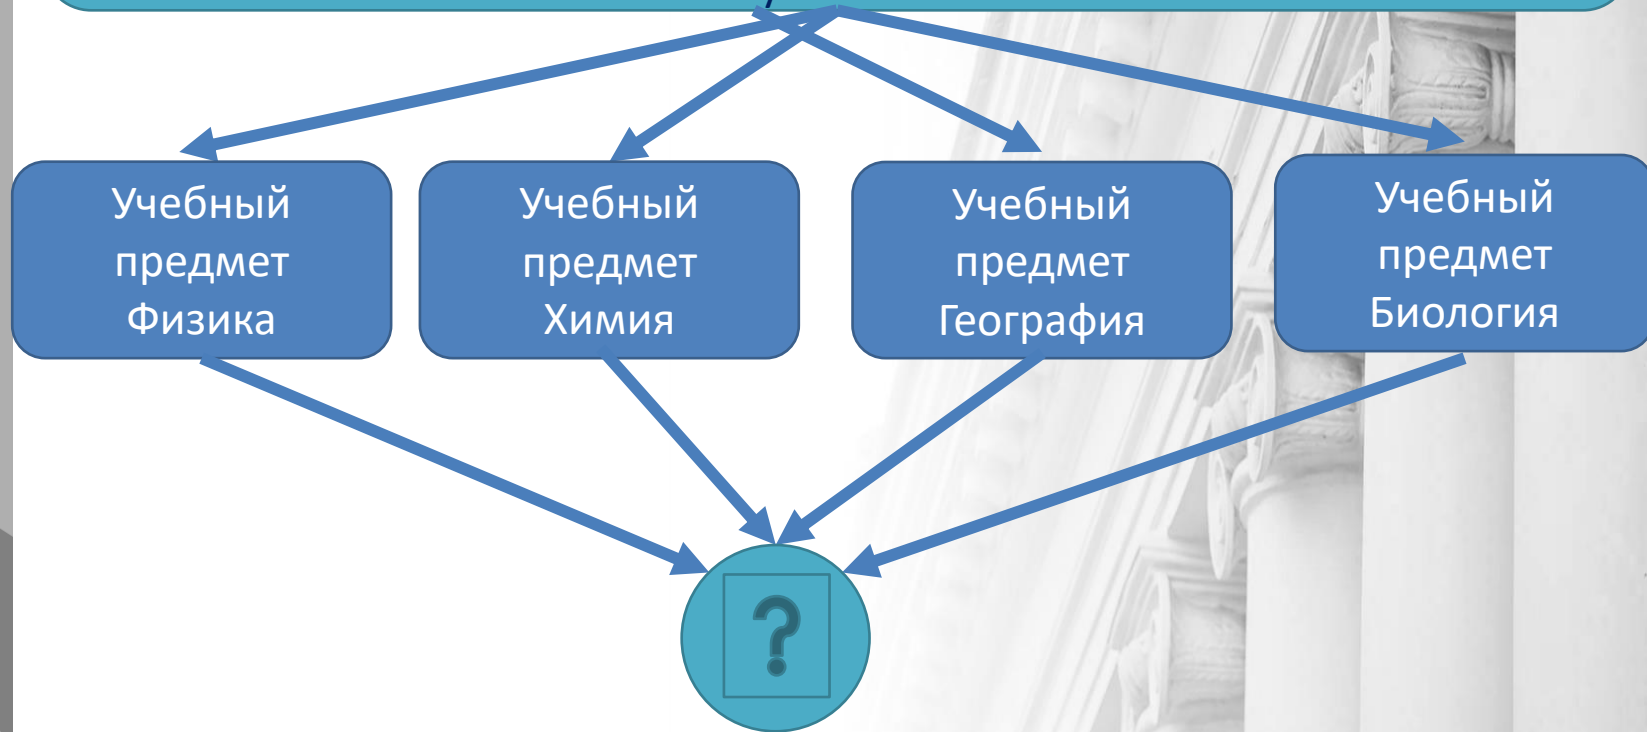 Учебный
предмет
Физика
Учебный
предмет
Химия
Учебный
предмет
География
Учебный
предмет
Биология
?